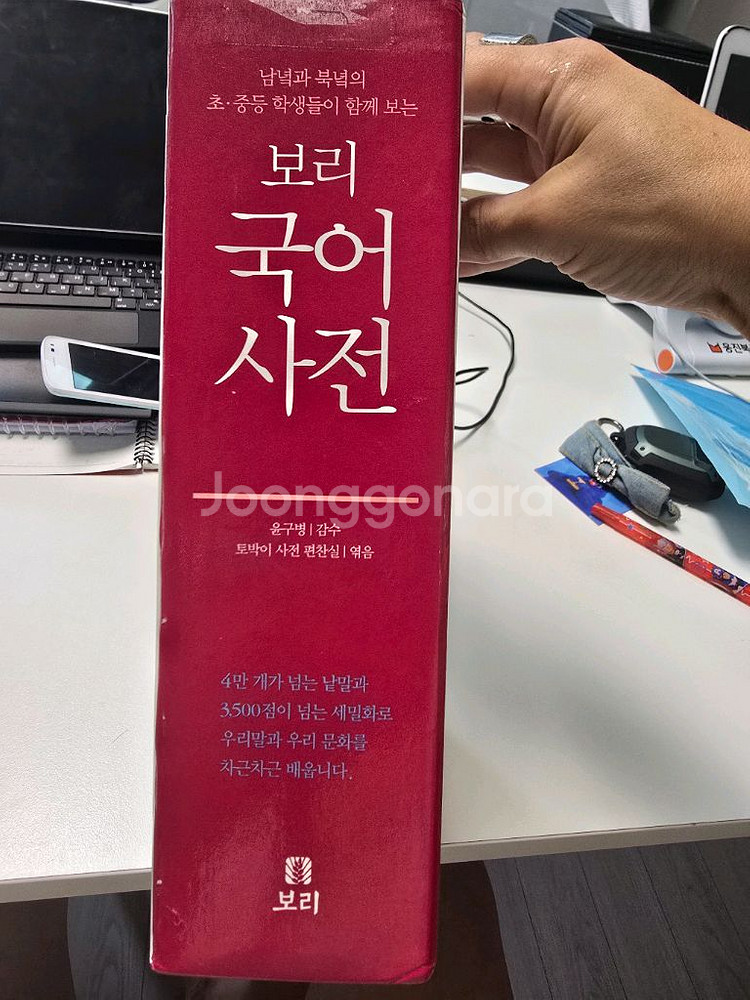 남녘과 북녘의
초·중등 학생들이 함께 보는
보리
국어
사전
Joonggonara
윤구병 | 감수
토박이 사전 편찬실 | 엮음
4만 개가 넘는 낱말과
3,500점이 넘는 세밀화로
우리말과 우리 문화를
차근차근 배웁니다.
보리
웅진북